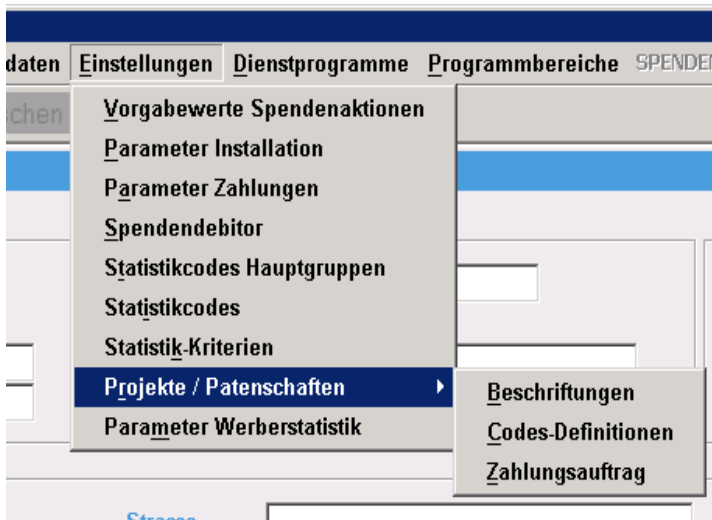 daten Einstellungen Dienstprogramme Programmbereiche SPENDEN
chen
Vorgabewerte Spendenaktionen
Parameter Installation
Parameter Zahlungen
Spendendebitor
Statistikcodes Hauptgruppen
Statistikcodes
Statistik-Kriterien
Projekte / Patenschaften
Beschriftungen
Parameter Werberstatistik
Codes-Definitionen
Zahlungsauftrag
Strasse